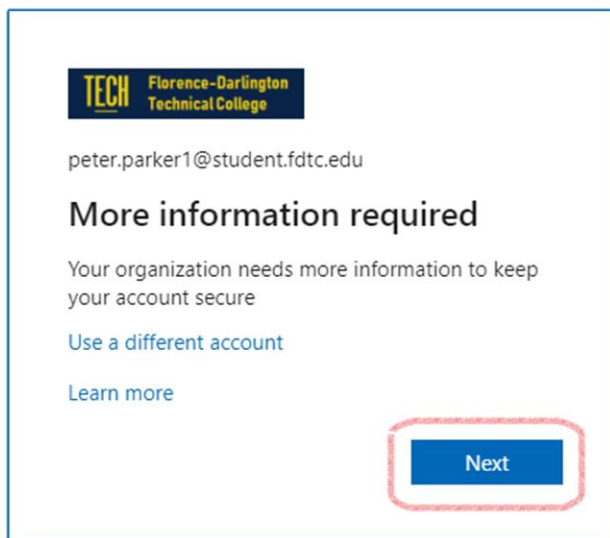 TECH Florence-Darlington
Technical College
peter.parker1@student.fdtc.edu
More information required
Your organization needs more information to keep
your account secure
Use a different account
Learn more
Next